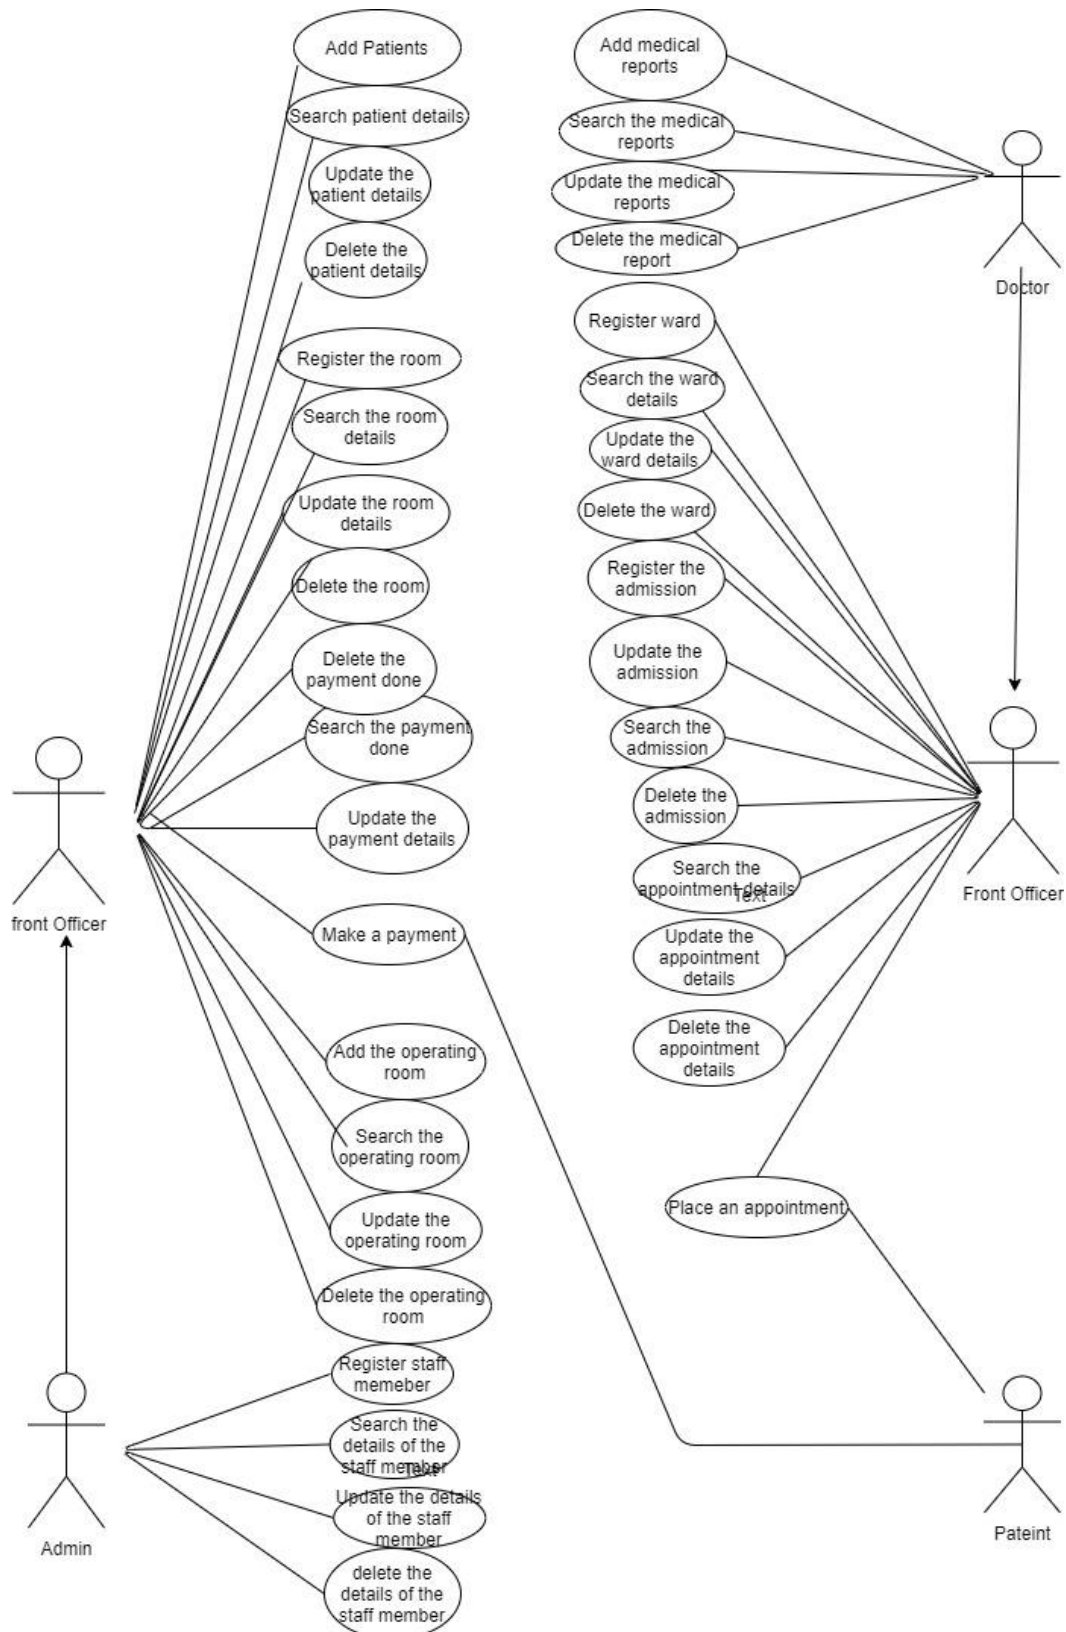 Add Patients
Search patient details
Update the
patient details
Delete the
patient details
Register the room
Search the room
details
Update the room
details
Delete the room
Delete the
payment done
Search the payment
done
Update the
payment details
front Officer
Make a payment
Add the operating
room
Search the
operating room
Update the
operating room
Delete the operating
room
Register staff
memeber
Search the
details of the
staff member
Text
Update the details
of the staff
member
delete the
details of the
staff member
Admin
Add medical
reports
Search the medical
reports
Update the medical
reports
Delete the medical
report
Doctor
Register ward
Search the ward
details
Update the
ward details
Delete the ward
Register the
admission
Update the
admission
Search the
admission
Delete the
admission
Search the
appointment details
Text
Update the
appointment
details
Delete the
appointment
details
Front Officer
Place an appointment
Pateint